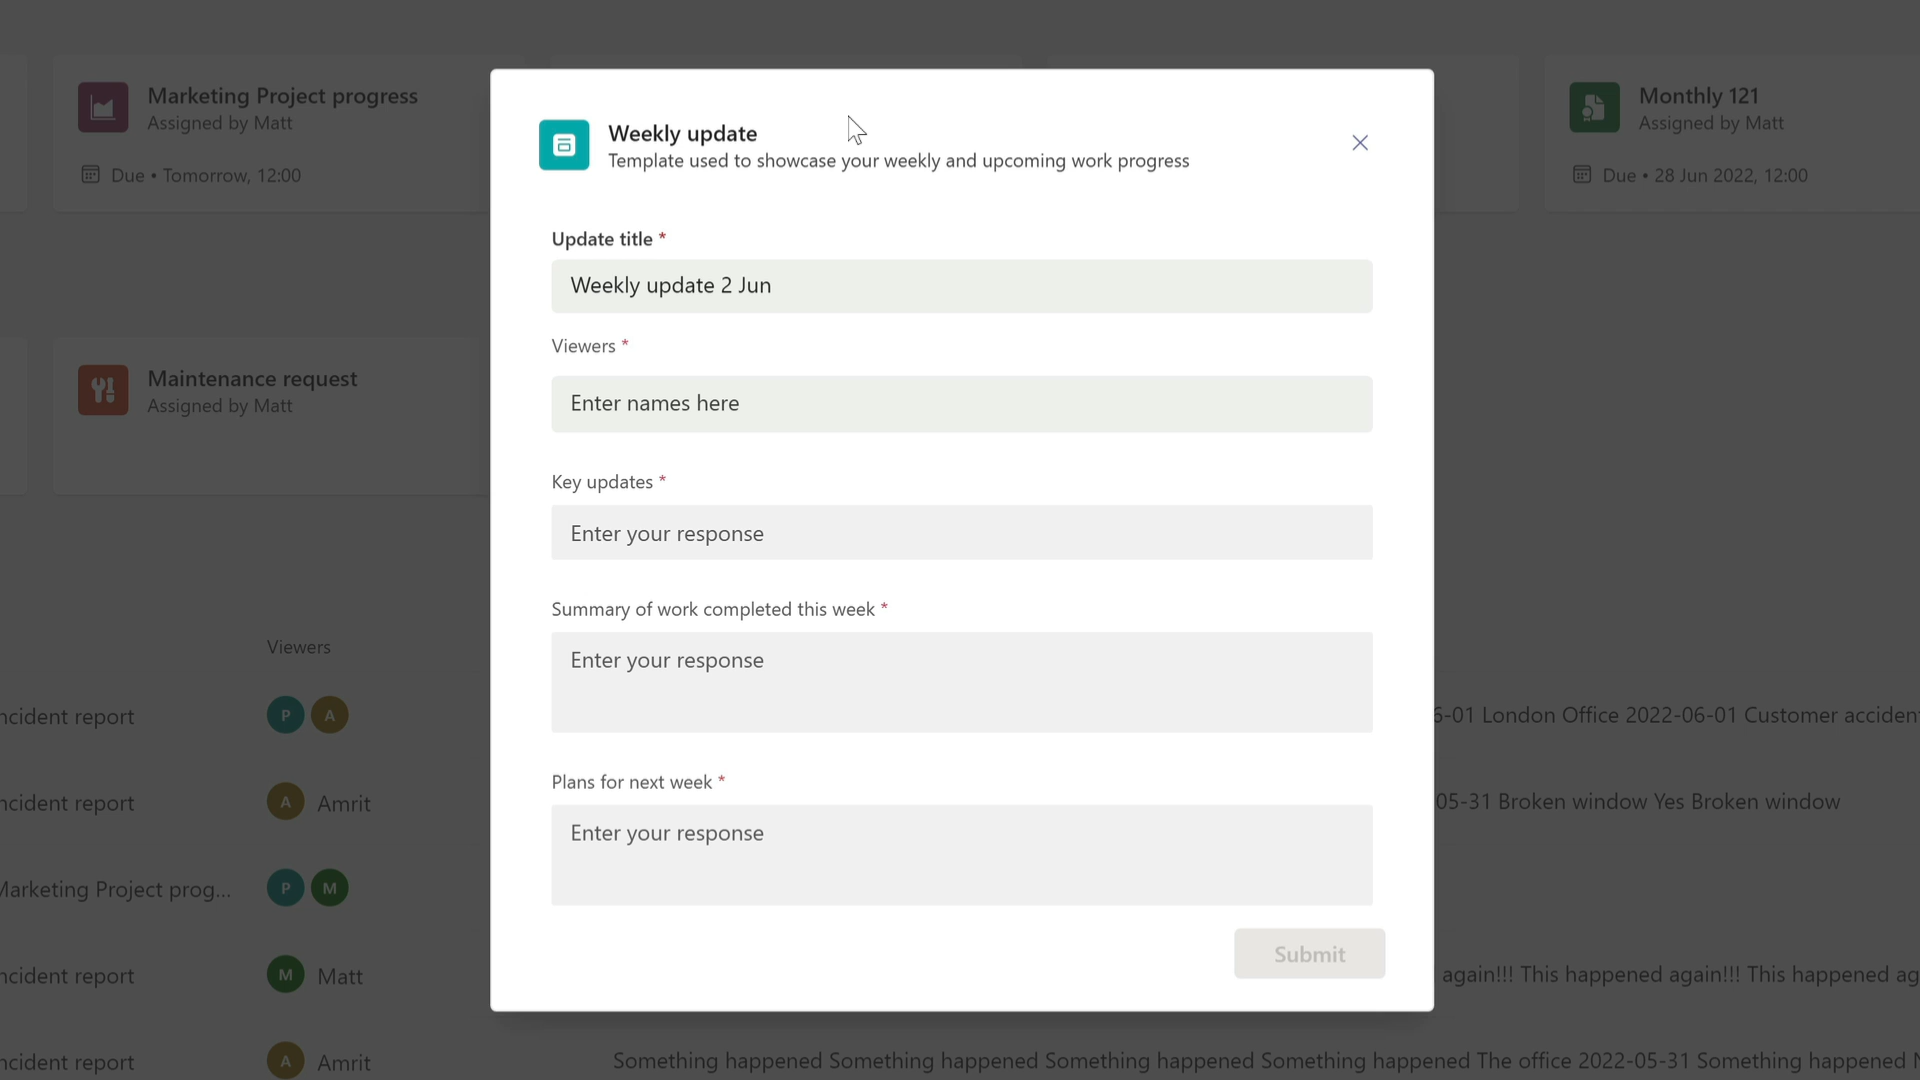 Marketing Project progress
Assigned by Matt
Due • Tomorrow, 12:00
Monthly 121
Assigned by Matt
Due • 28 Jun 2022, 12:00
Maintenance request
Assigned by Matt
Weekly update
Template used to showcase your weekly and upcoming work progress
Update title *
Weekly update 2 Jun
Viewers *
Enter names here
Key updates *
Enter your response
Summary of work completed this week *
Enter your response
Plans for next week *
Enter your response
Submit
Viewers
ncident report P A 6-01 London Office 2022-06-01 Customer acciden
ncident report A Amrit 05-31 Broken window Yes Broken window
Marketing Project prog... P M
ncident report M Matt again!!! This happened again!!! This happened ag
ncident report A Amrit Something happened Something happened Something happened Something happened The office 2022-05-31 Something happened